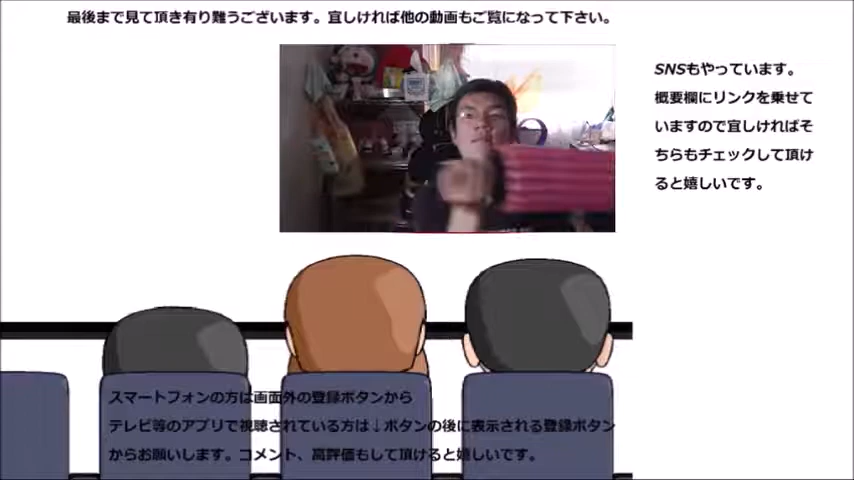 最後まで見て頂き有り難うございます。宜しければ他の動画もご覧になって下さい。
SNSもやっています。
概要欄にリンクを乗せて
いますので宜しければそ
ちらもチェックして頂け
ると嬉しいです。
スマートフォンの方は画面外の登録ボタンから
テレビ等のアプリで視聴されている方は↓ボタンの後に表示される登録ボタン
からお願いします。コメント、高評価もして頂けると嬉しいです。